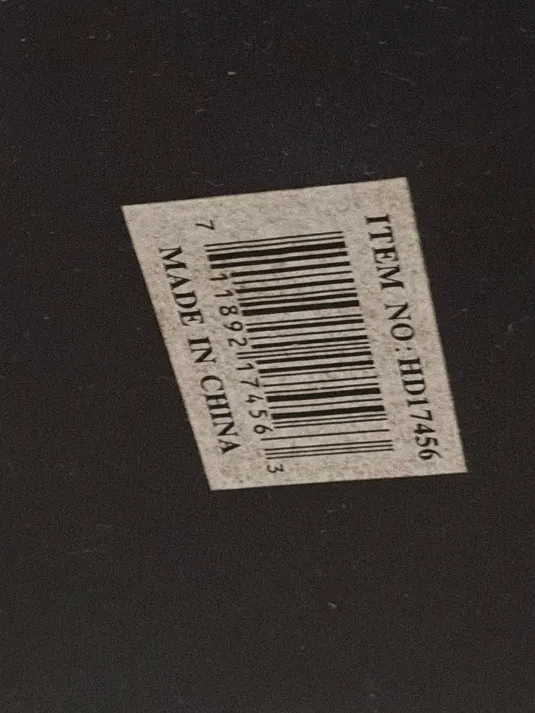 ITEM NO:HD17456
7 11892 17456 3
MADE IN CHINA